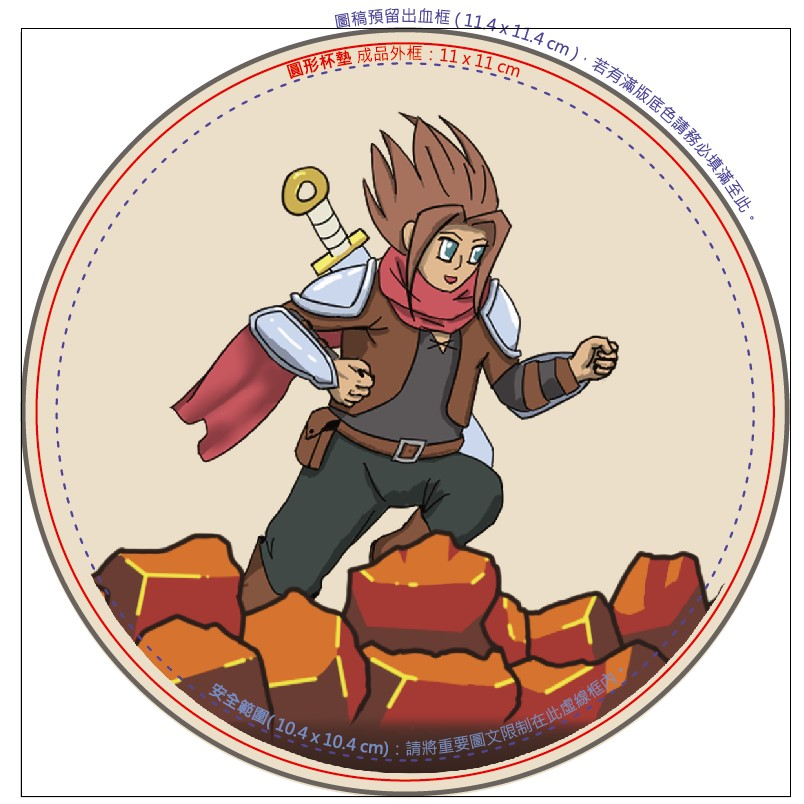 圖稿預留出血框 ( 11.4 x 11.4 cm )，若有滿版底色請務必填滿至此。
圓形杯墊 成品外框：11 x 11 cm
安全範圍( 10.4 x 10.4 cm)：請將重要圖文限制在此虛線框內。